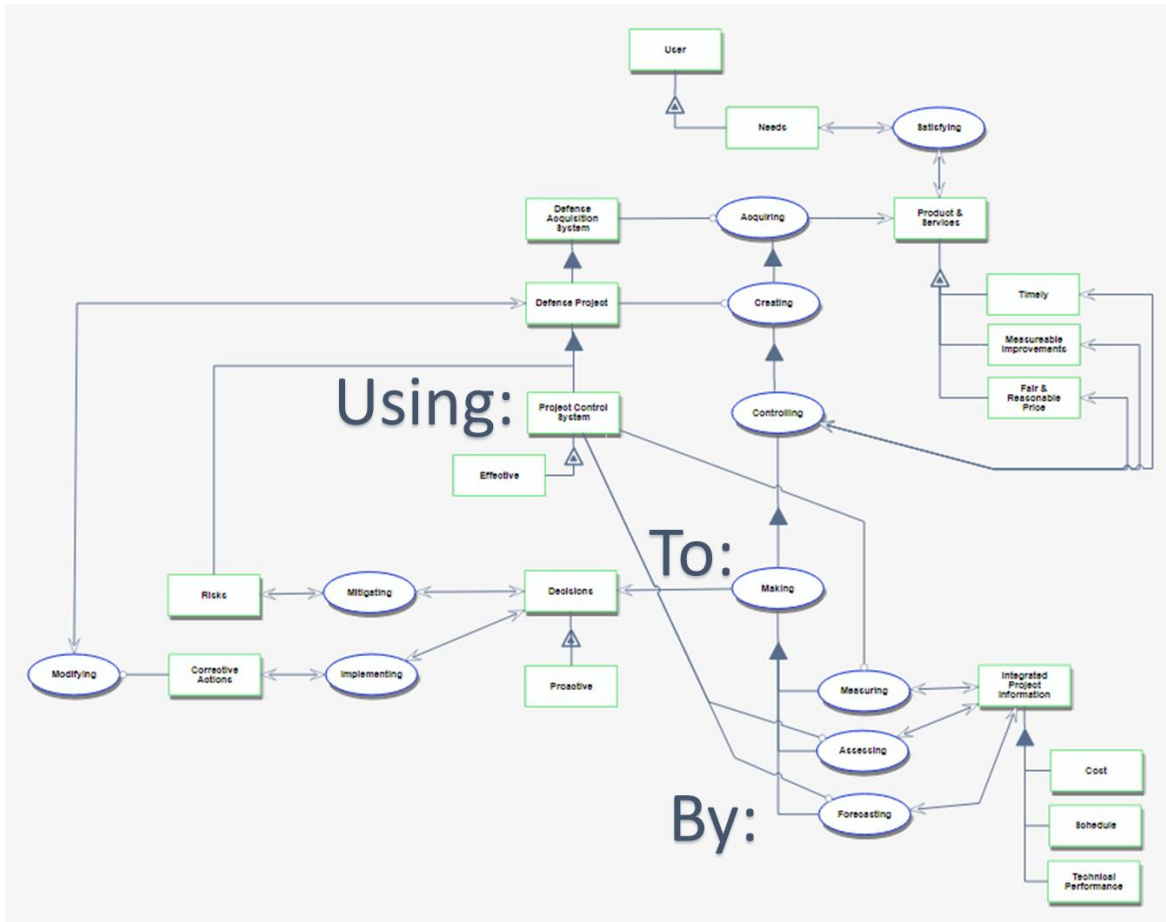 User
Needs
Satisfying
Defense
Acquisition
System
Acquiring
Product &
Services
Defense Project
Creating
Timely
Measureable
Improvements
Fair &
Reasonable
Price
Using:
Project Control
System
Controlling
Effective
To:
Risks
Mitigating
Decisions
Making
Modifying
Corrective
Actions
Implementing
Proactive
Measuring
Integrated
Project
Information
Assessing
Cost
By:
Forecasting
Schedule
Technical
Performance